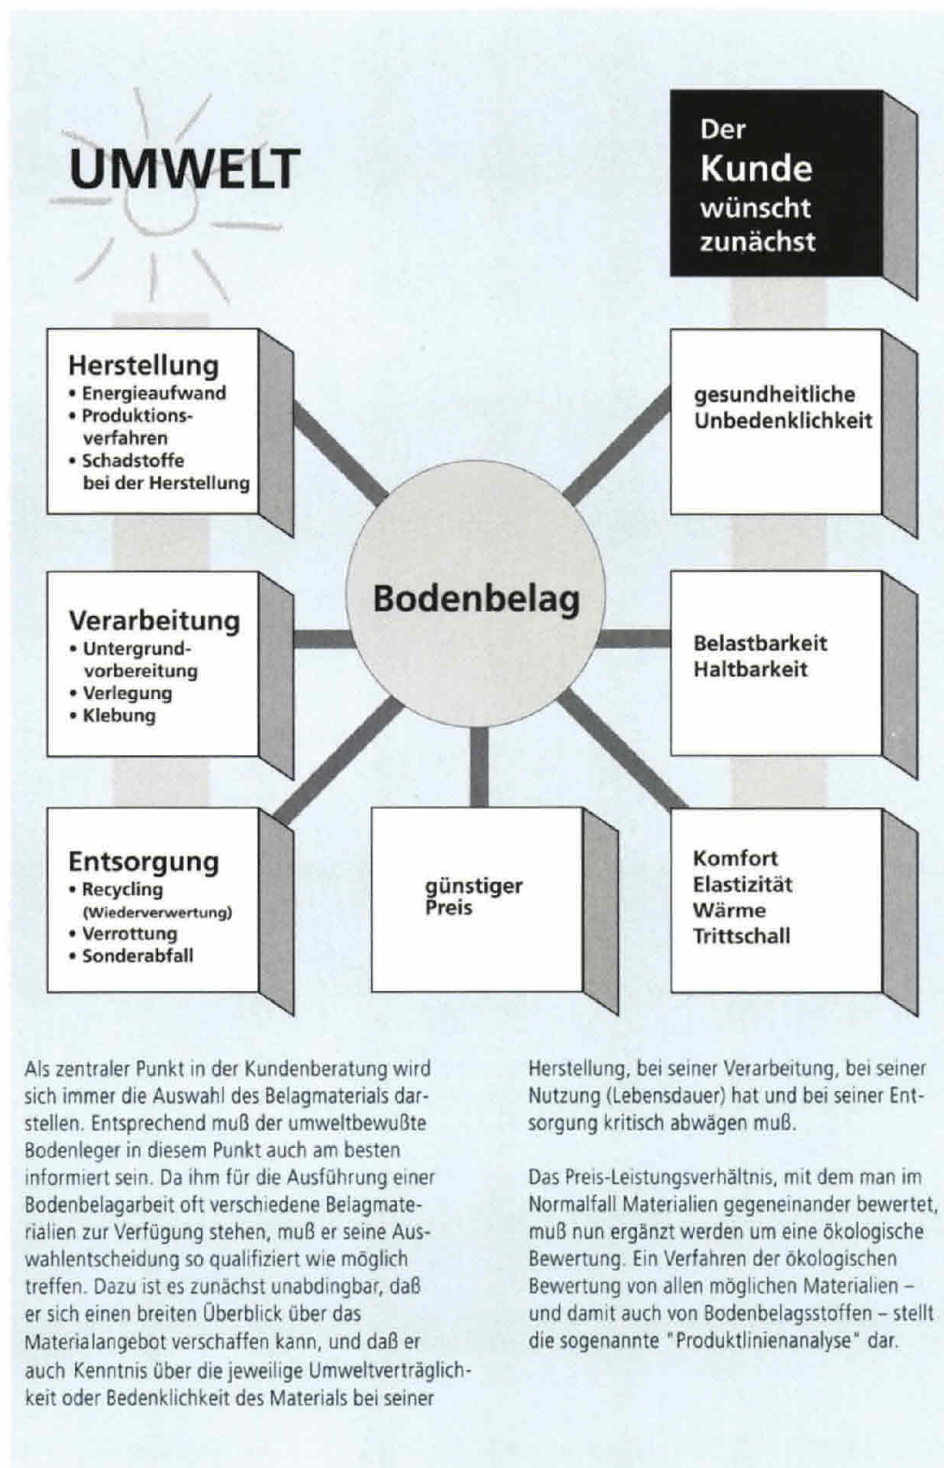 UMWELT
Der
Kunde
wünscht
zunächst
Herstellung
• Energieaufwand
• Produktions-
verfahren
• Schadstoffe
bei der Herstellung
gesundheitliche
Unbedenklichkeit
Bodenbelag
Verarbeitung
• Untergrund-
vorbereitung
• Verlegung
• Klebung
Belastbarkeit
Haltbarkeit
Entsorgung
• Recycling
(Wiederverwertung)
• Verrottung
• Sonderabfall
günstiger
Preis
Komfort
Elastizität
Wärme
Trittschall
Als zentraler Punkt in der Kundenberatung wird
sich immer die Auswahl des Belagmaterials dar-
stellen. Entsprechend muß der umweltbewußte
Bodenleger in diesem Punkt auch am besten
informiert sein. Da ihm für die Ausführung einer
Bodenbelagarbeit oft verschiedene Belagmate-
rialien zur Verfügung stehen, muß er seine Aus-
wahlentscheidung so qualifiziert wie möglich
treffen. Dazu ist es zunächst unabdingbar, daß
er sich einen breiten Überblick über das
Materialangebot verschaffen kann, und daß er
auch Kenntnis über die jeweilige Umweltverträglich-
keit oder Bedenklichkeit des Materials bei seiner
Herstellung, bei seiner Verarbeitung, bei seiner
Nutzung (Lebensdauer) hat und bei seiner Ent-
sorgung kritisch abwägen muß.
Das Preis-Leistungsverhältnis, mit dem man im
Normalfall Materialien gegeneinander bewertet,
muß nun ergänzt werden um eine ökologische
Bewertung. Ein Verfahren der ökologischen
Bewertung von allen möglichen Materialien –
und damit auch von Bodenbelagsstoffen – stellt
die sogenannte "Produktlinienanalyse" dar.